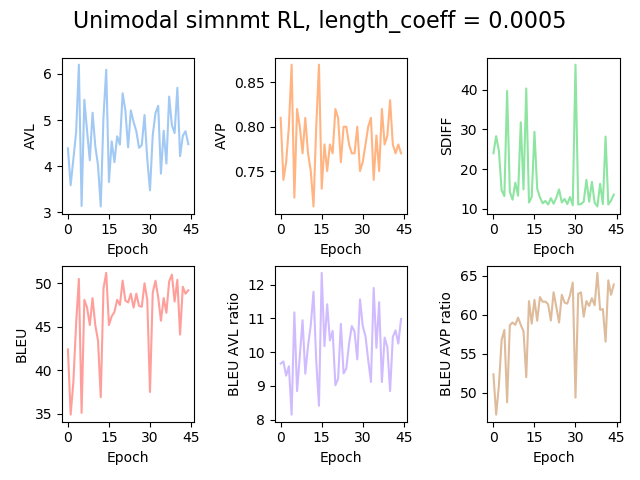 Unimodal simnmt RL, length_coeff = 0.0005
AVL
6
5
4
3
0 15 30 45
Epoch
AVP
0.85
0.80
0.75
0 15 30 45
Epoch
SDIFF
40
30
20
10
0 15 30 45
Epoch
BLEU
50
45
40
35
0 15 30 45
Epoch
BLEU AVL ratio
12
11
10
9
8
0 15 30 45
Epoch
BLEU AVP ratio
65
60
55
50
0 15 30 45
Epoch